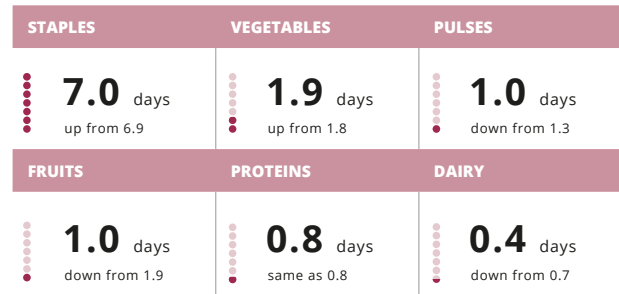 STAPLES VEGETABLES PULSES
7.0 days 1.9 days 1.0 days
up from 6.9 up from 1.8 down from 1.3
FRUITS PROTEINS DAIRY
1.0 days 0.8 days 0.4 days
down from 1.9 same as 0.8 down from 0.7